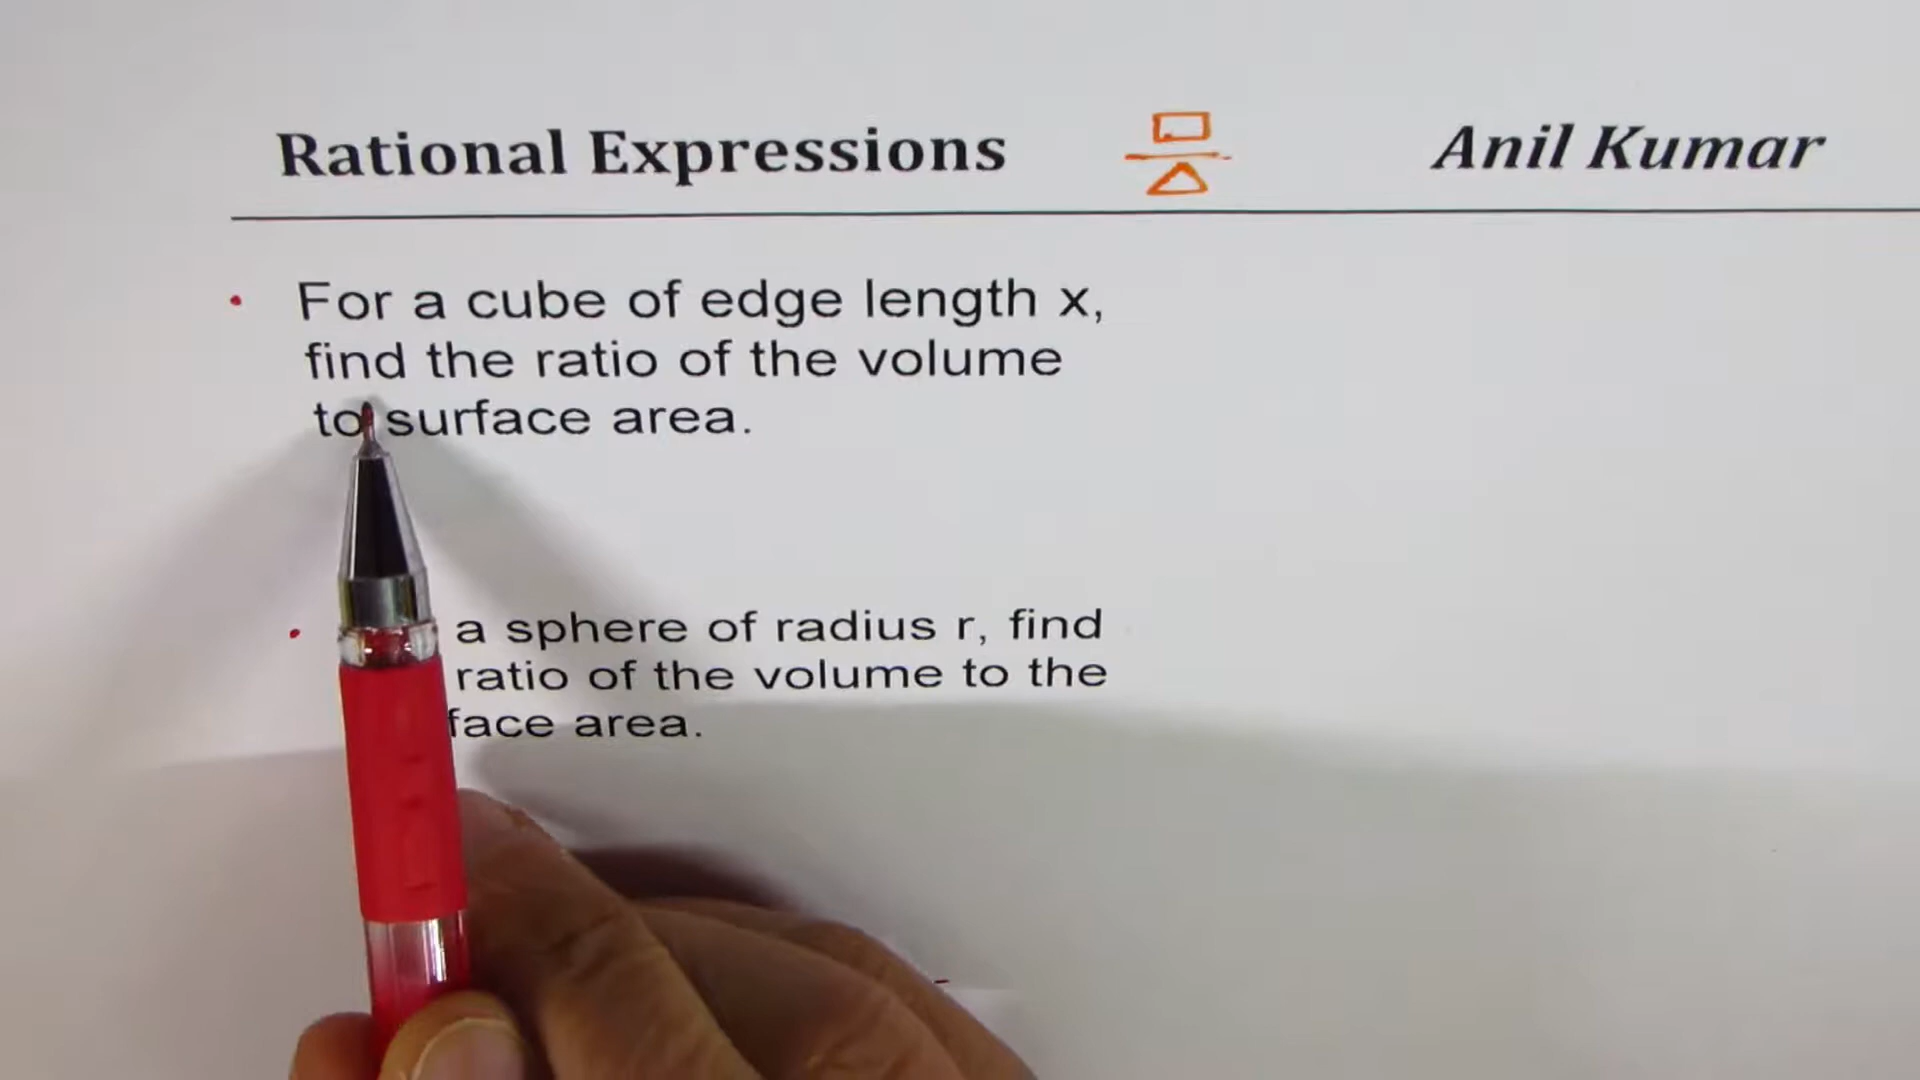 Rational Expressions
Anil Kumar
For a cube of edge length x,
find the ratio of the volume
to surface area.
a sphere of radius r, find
ratio of the volume to the
face area.